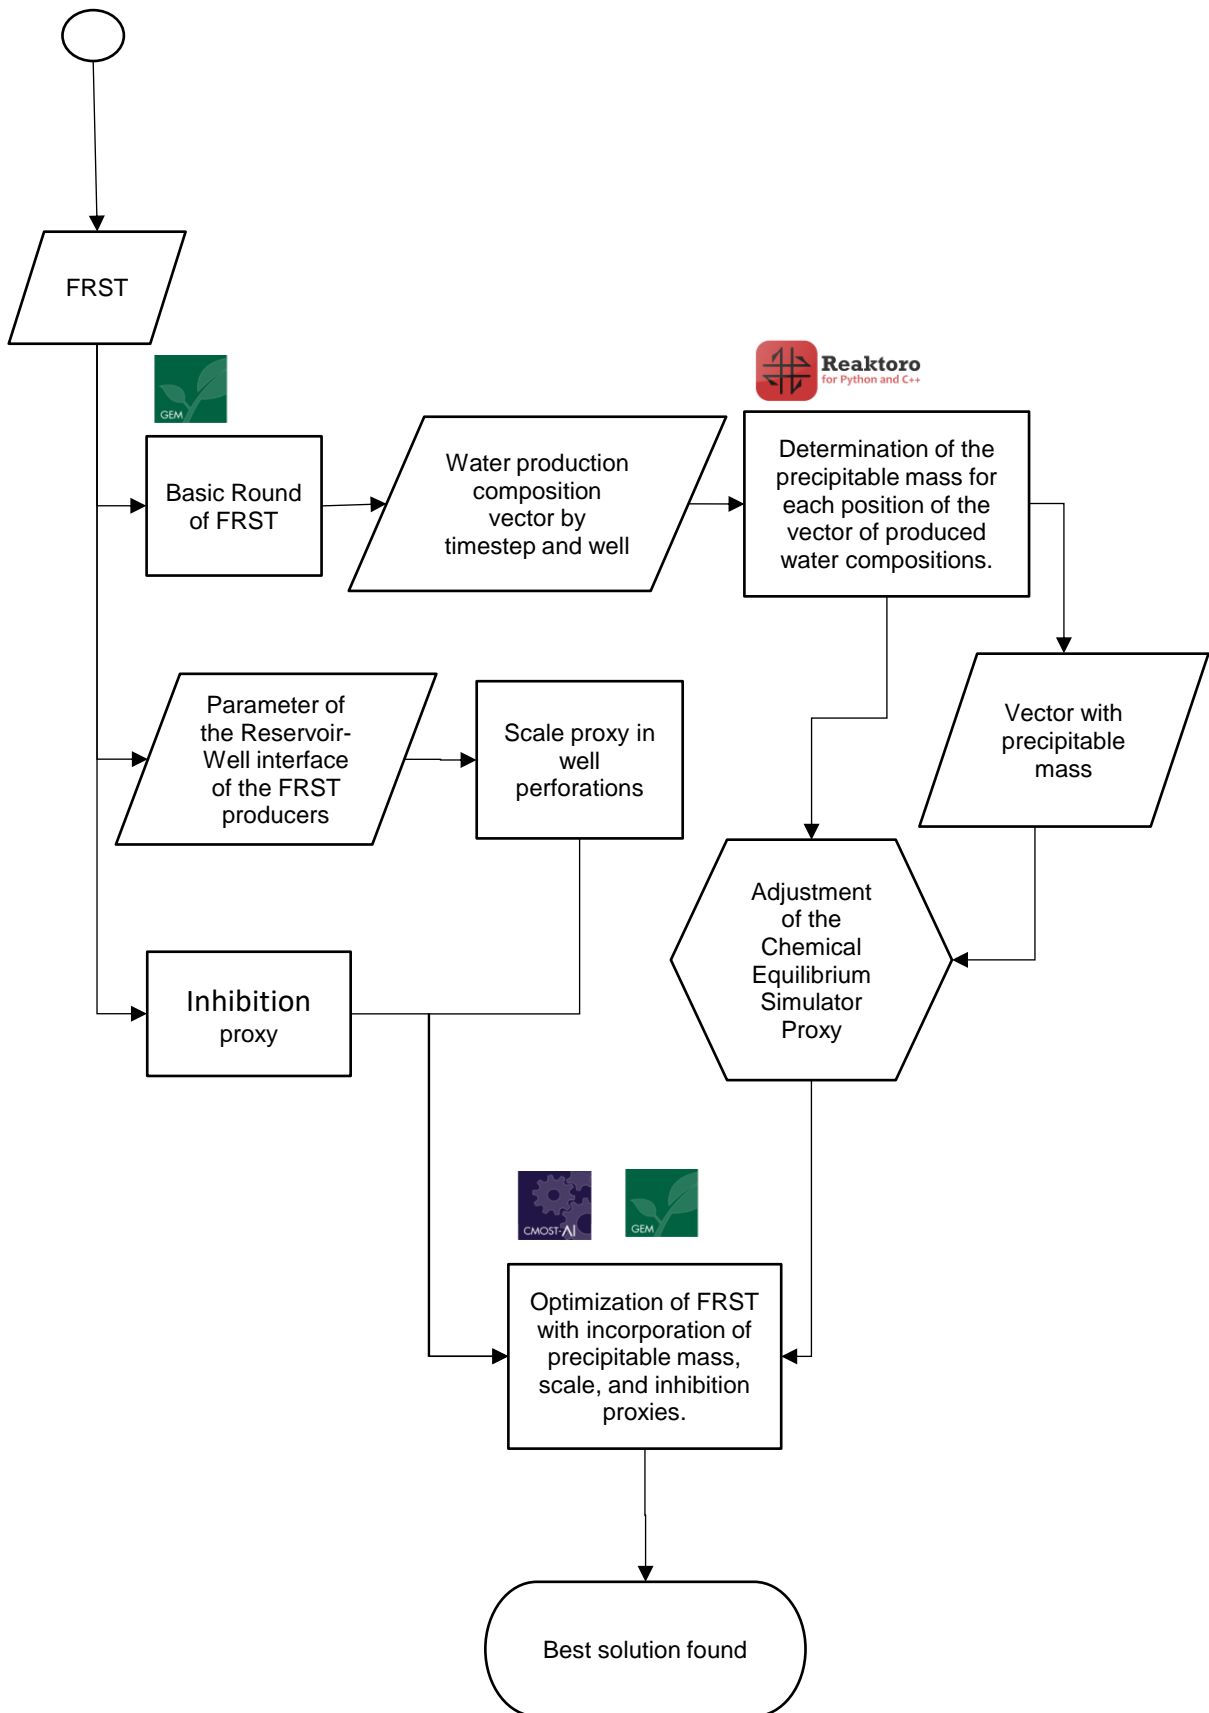 FRST
GEM
Basic Round
of FRST
Water production
composition
vector by
timestep and well
Reaktoro
for Python and C++
Determination of the
precipitable mass for
each position of the
vector of produced
water compositions.
Parameter of
the Reservoir-
Well interface
of the FRST
producers
Scale proxy in
well
perforations
Vector with
precipitable
mass
Adjustment
of the
Chemical
Equilibrium
Simulator
Proxy
Inhibition
proxy
CMOST-AI
GEM
Optimization of FRST
with incorporation of
precipitable mass,
scale, and inhibition
proxies.
Best solution found